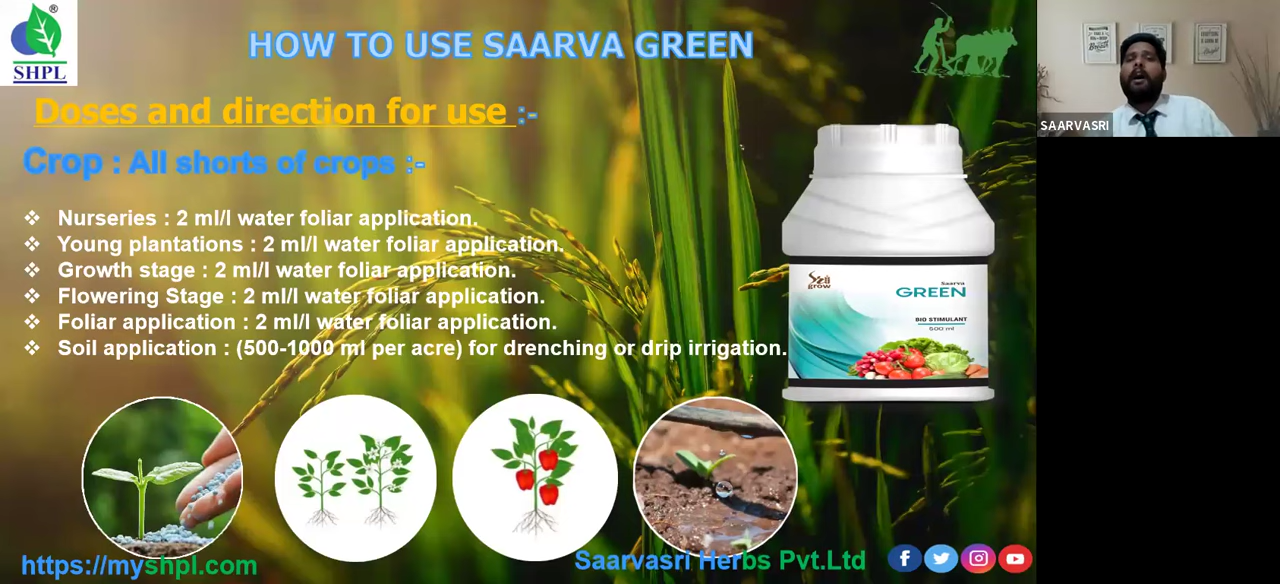 SHPL
HOW TO USE SAARVA GREEN
Doses and direction for use :-
Crop : All shorts of crops :-
❖ Nurseries : 2 ml/l water foliar application.
❖ Young plantations : 2 ml/l water foliar application.
❖ Growth stage : 2 ml/l water foliar application.
❖ Flowering Stage : 2 ml/l water foliar application.
❖ Foliar application : 2 ml/l water foliar application.
❖ Soil application : (500-1000 ml per acre) for drenching or drip irrigation.
grow
Saarva
GREEN
BIO STIMULANT
500 ml
https://myshpl.com
Saarvasri Herbs Pvt.Ltd
SAARVASRI